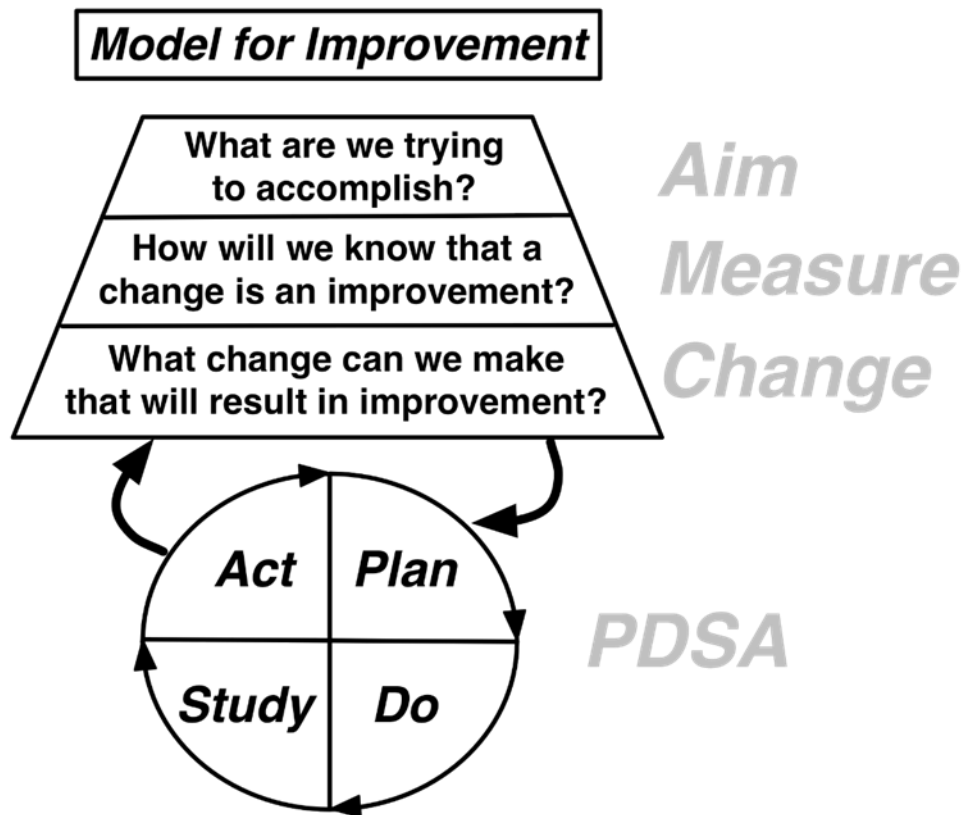 Model for Improvement
What are we trying
to accomplish?
Aim
How will we know that a
change is an improvement?
Measure
What change can we make
that will result in improvement?
Change
Act
Plan
Study
Do
PDSA